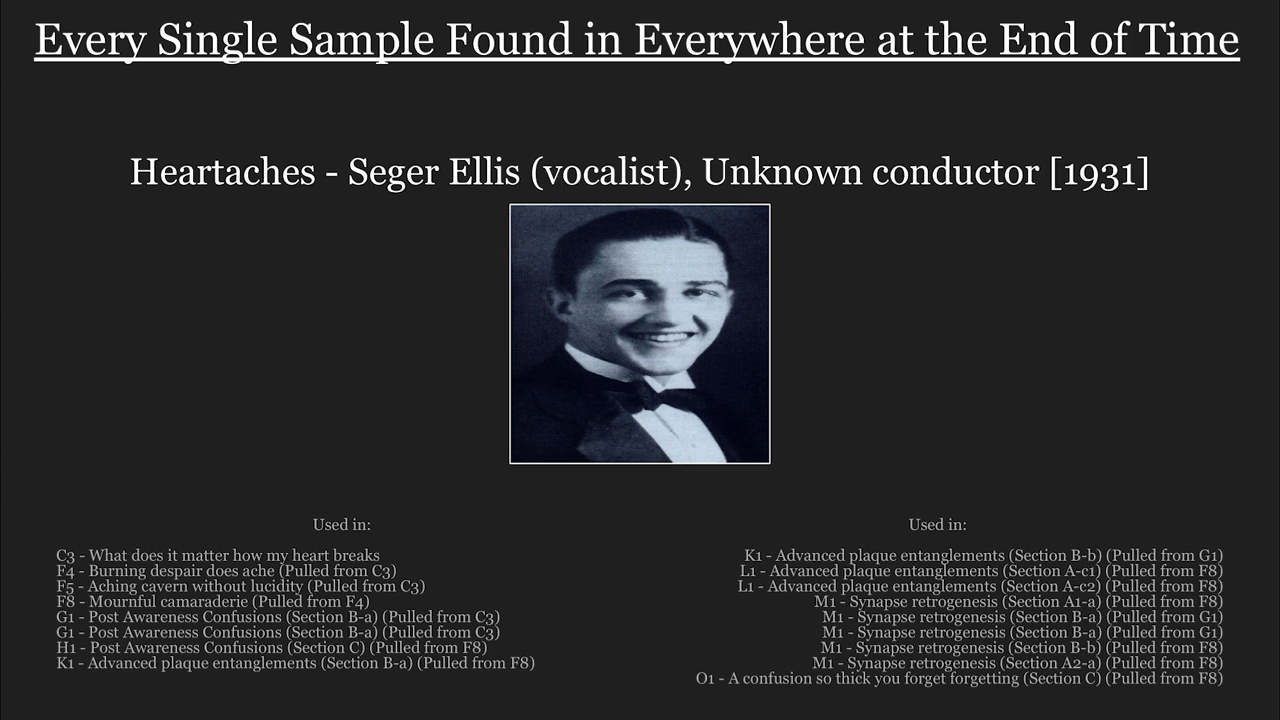 Every Single Sample Found in Everywhere at the End of Time
Heartaches - Seger Ellis (vocalist), Unknown conductor [1931]
Used in:
C3 - What does it matter how my heart breaks
F4 - Burning despair does ache (Pulled from C3)
F5 - Aching cavern without lucidity (Pulled from C3)
F8 - Mournful camaraderie (Pulled from F4)
G1 - Post Awareness Confusions (Section B-a) (Pulled from C3)
G1 - Post Awareness Confusions (Section B-a) (Pulled from C3)
H1 - Post Awareness Confusions (Section C) (Pulled from F8)
K1 - Advanced plaque entanglements (Section B-a) (Pulled from F8)
Used in:
K1 - Advanced plaque entanglements (Section B-b) (Pulled from G1)
L1 - Advanced plaque entanglements (Section A-c1) (Pulled from F8)
L1 - Advanced plaque entanglements (Section A-c2) (Pulled from F8)
M1 - Synapse retrogenesis (Section A1-a) (Pulled from F8)
M1 - Synapse retrogenesis (Section B-a) (Pulled from G1)
M1 - Synapse retrogenesis (Section B-a) (Pulled from G1)
M1 - Synapse retrogenesis (Section B-b) (Pulled from F8)
M1 - Synapse retrogenesis (Section A2-a) (Pulled from F8)
O1 - A confusion so thick you forget forgetting (Section C) (Pulled from F8)